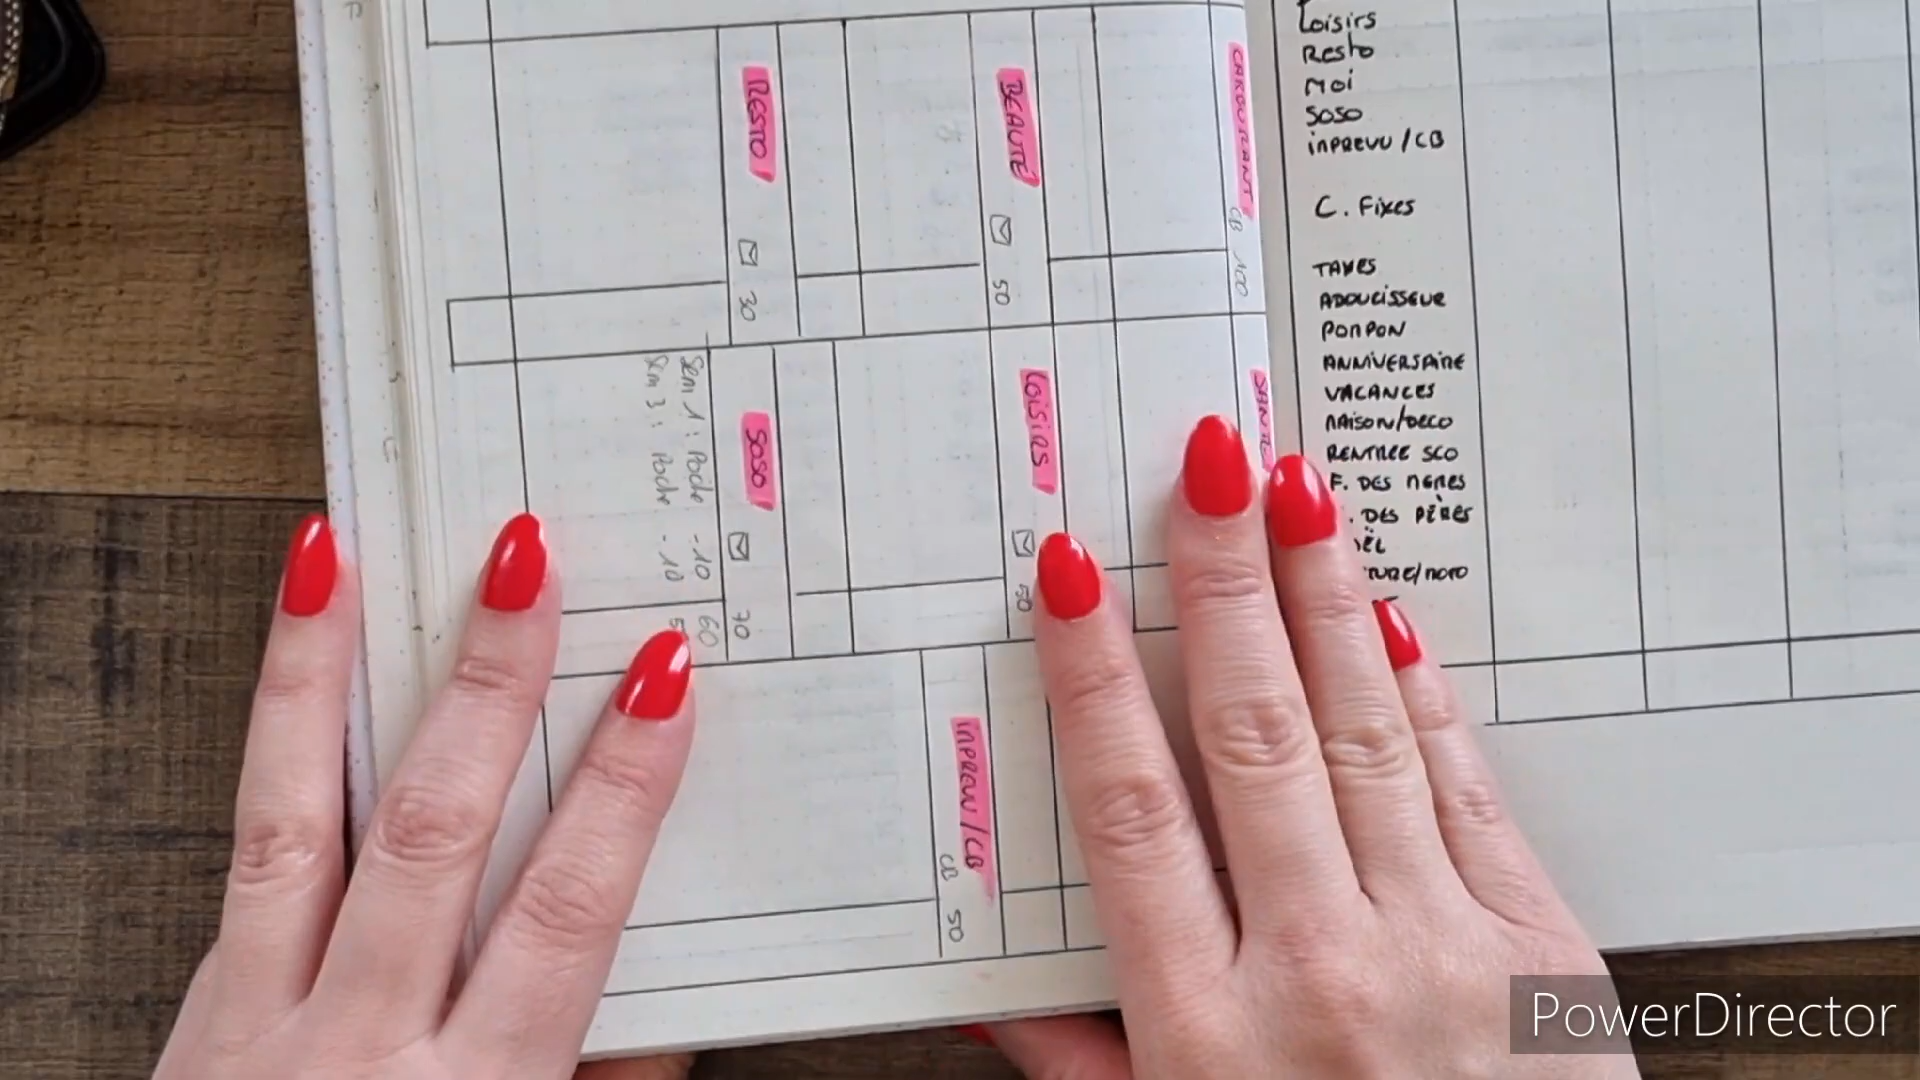 CARBURANT CB 100
SANTE
BEAUTE 50
LOISIRS 50
INPREVU/CB CB 50
RESTO 30
SOSO 70
Sem 1 : Poche -10 60
Sem 3 : Poche -10
Loisirs
Resto
Moi
SOSO
inPREVU /CB
C. Fixes
TAXES
ADOUCISSEUR
PONPON
ANNIVERSAIRE
VACANCES
MAISON/DECO
RENTREE SCO
F. DES MERES
. DES PÈRES
PowerDirector